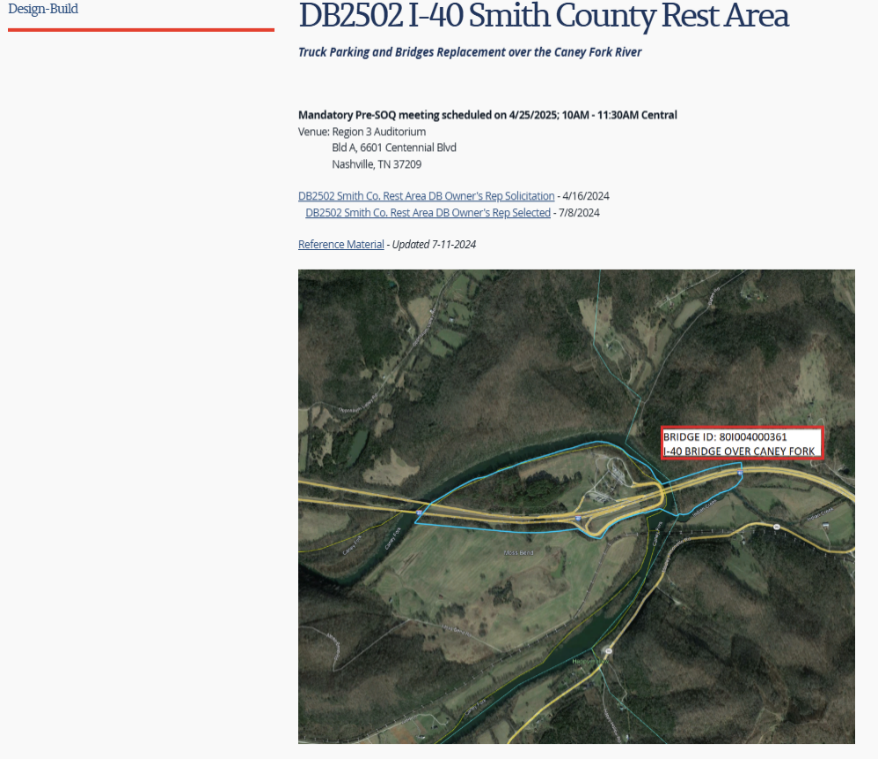 Design-Build
DB2502 I-40 Smith County Rest Area
Truck Parking and Bridges Replacement over the Caney Fork River
Mandatory Pre-SOQ meeting scheduled on 4/25/2025; 10AM - 11:30AM Central
Venue: Region 3 Auditorium
Bld A, 6601 Centennial Blvd
Nashville, TN 37209
DB2502 Smith Co. Rest Area DB Owner's Rep Solicitation - 4/16/2024
DB2502 Smith Co. Rest Area DB Owner's Rep Selected - 7/8/2024
Reference Material - Updated 7-11-2024
BRIDGE ID: 80I004000361
I-40 BRIDGE OVER CANEY FORK
Caney Fork
Caney Fork